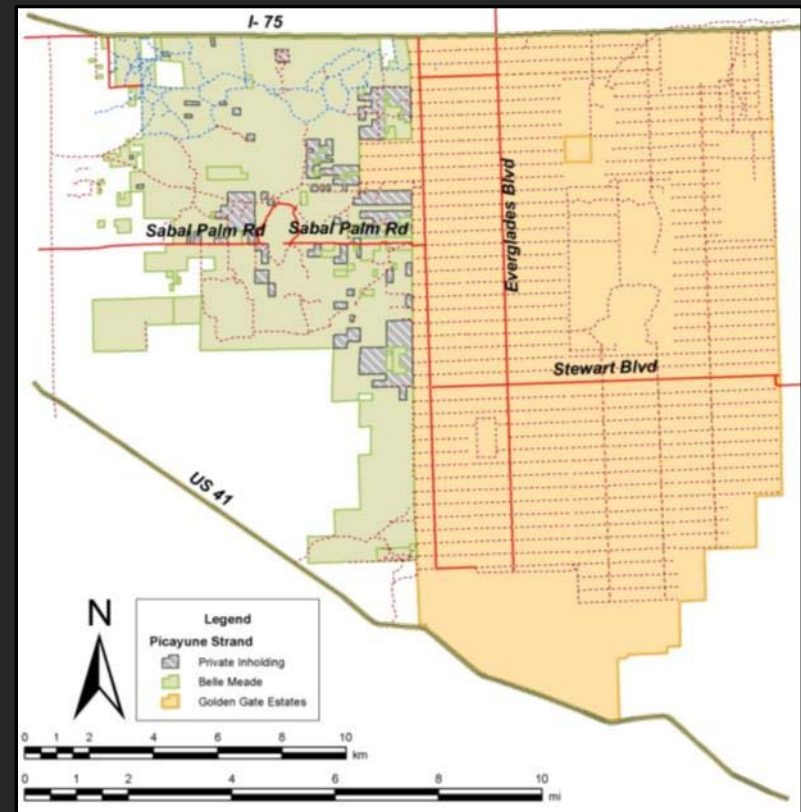 I- 75
Everglades Blvd
Sabal Palm Rd Sabal Palm Rd
Stewart Blvd
US 41
N
Legend
Picayune Strand
Private Inholding
Belle Meade
Golden Gate Estates
0 1 2 4 6 8 10
km
0 1 2 4 6 8 10
mi